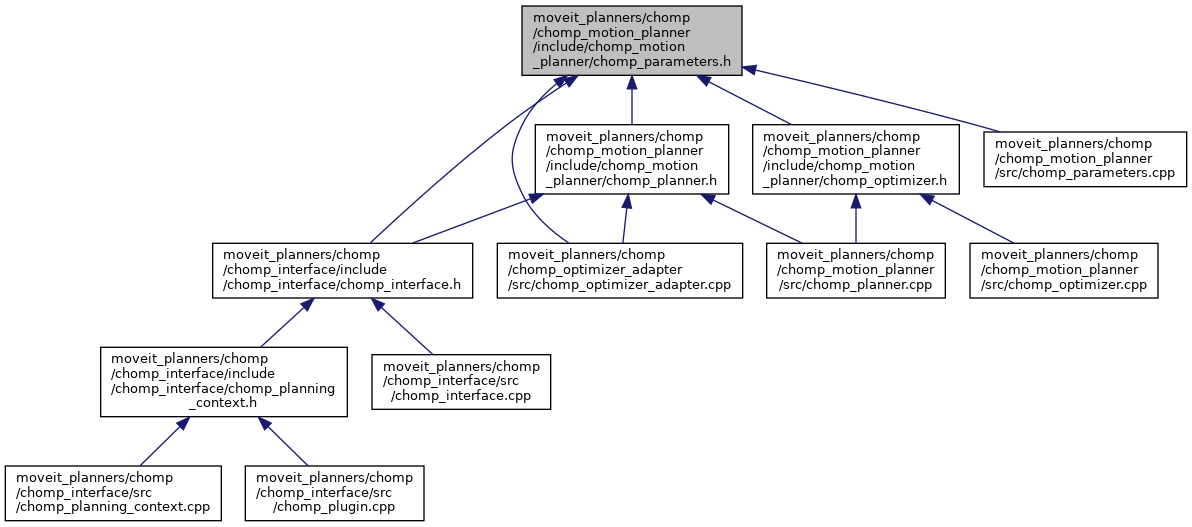 moveit_planners/chomp
/chomp_motion_planner
/include/chomp_motion
_planner/chomp_parameters.h
moveit_planners/chomp
/chomp_motion_planner
/include/chomp_motion
_planner/chomp_planner.h
moveit_planners/chomp
/chomp_motion_planner
/include/chomp_motion
_planner/chomp_optimizer.h
moveit_planners/chomp
/chomp_motion_planner
/src/chomp_parameters.cpp
moveit_planners/chomp
/chomp_interface/include
/chomp_interface/chomp_interface.h
moveit_planners/chomp
/chomp_optimizer_adapter
/src/chomp_optimizer_adapter.cpp
moveit_planners/chomp
/chomp_motion_planner
/src/chomp_planner.cpp
moveit_planners/chomp
/chomp_motion_planner
/src/chomp_optimizer.cpp
moveit_planners/chomp
/chomp_interface/include
/chomp_interface/chomp_planning
_context.h
moveit_planners/chomp
/chomp_interface/src
/chomp_interface.cpp
moveit_planners/chomp
/chomp_interface/src
/chomp_planning_context.cpp
moveit_planners/chomp
/chomp_interface/src
/chomp_plugin.cpp